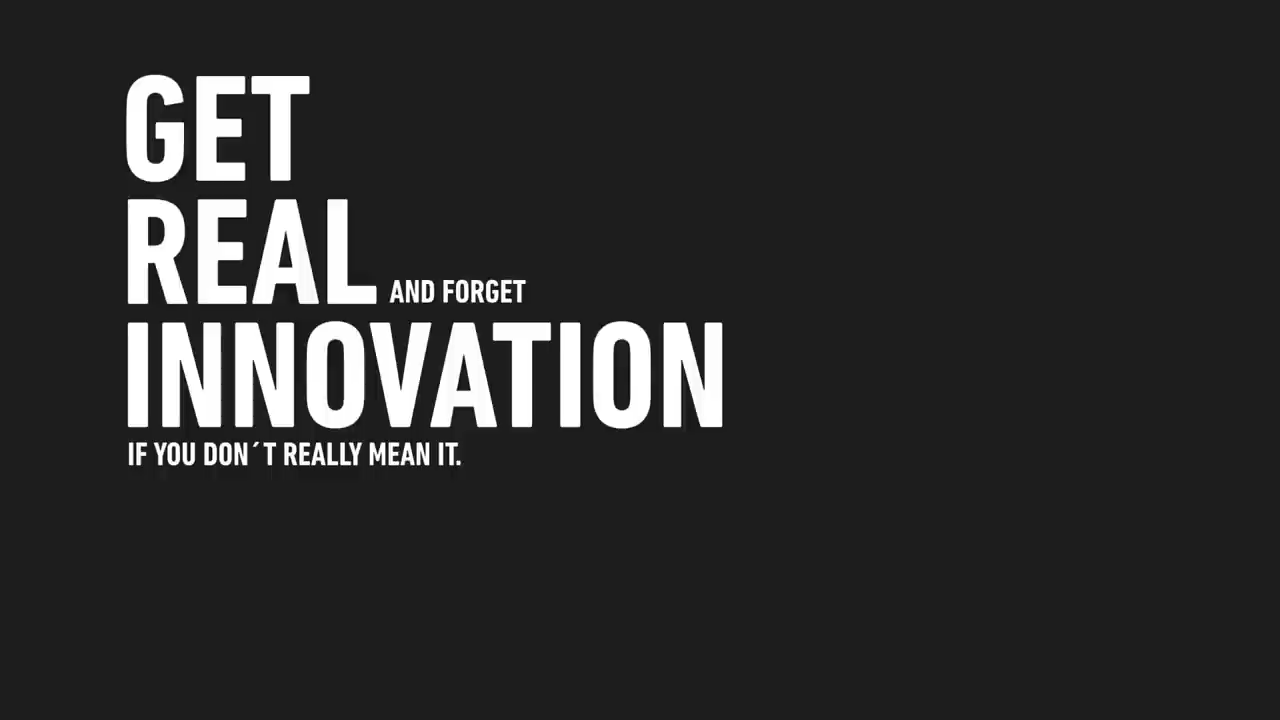 GET
REAL AND FORGET
INNOVATION
IF YOU DON´T REALLY MEAN IT.